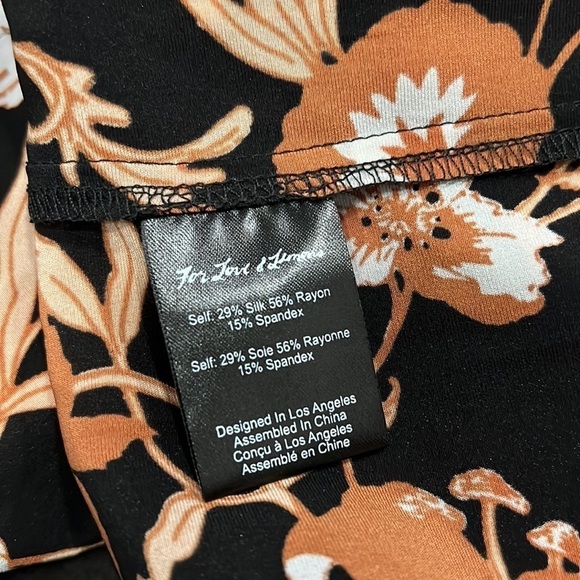 For Love & Lemons
Self: 29% Silk 56% Rayon
15% Spandex
Self: 29% Soie 56% Rayonne
15% Spandex
Designed In Los Angeles
Assembled In China
Conçu à Los Angeles
Assemblé en Chine